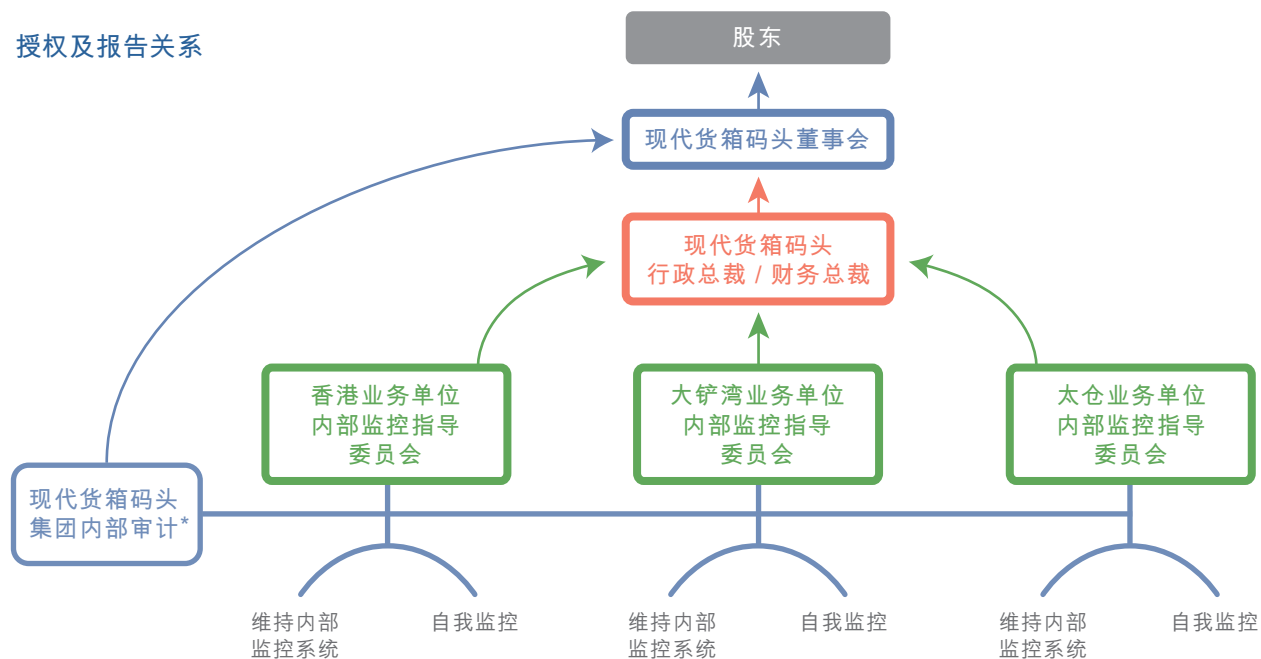 授权及报告关系
股东
现代货箱码头董事会
现代货箱码头
行政总裁 / 财务总裁
香港业务单位
内部监控指导
委员会
大铲湾业务单位
内部监控指导
委员会
太仓业务单位
内部监控指导
委员会
现代货箱码头
集团内部审计*
维持内部
监控系统
自我监控
维持内部
监控系统
自我监控
维持内部
监控系统
自我监控